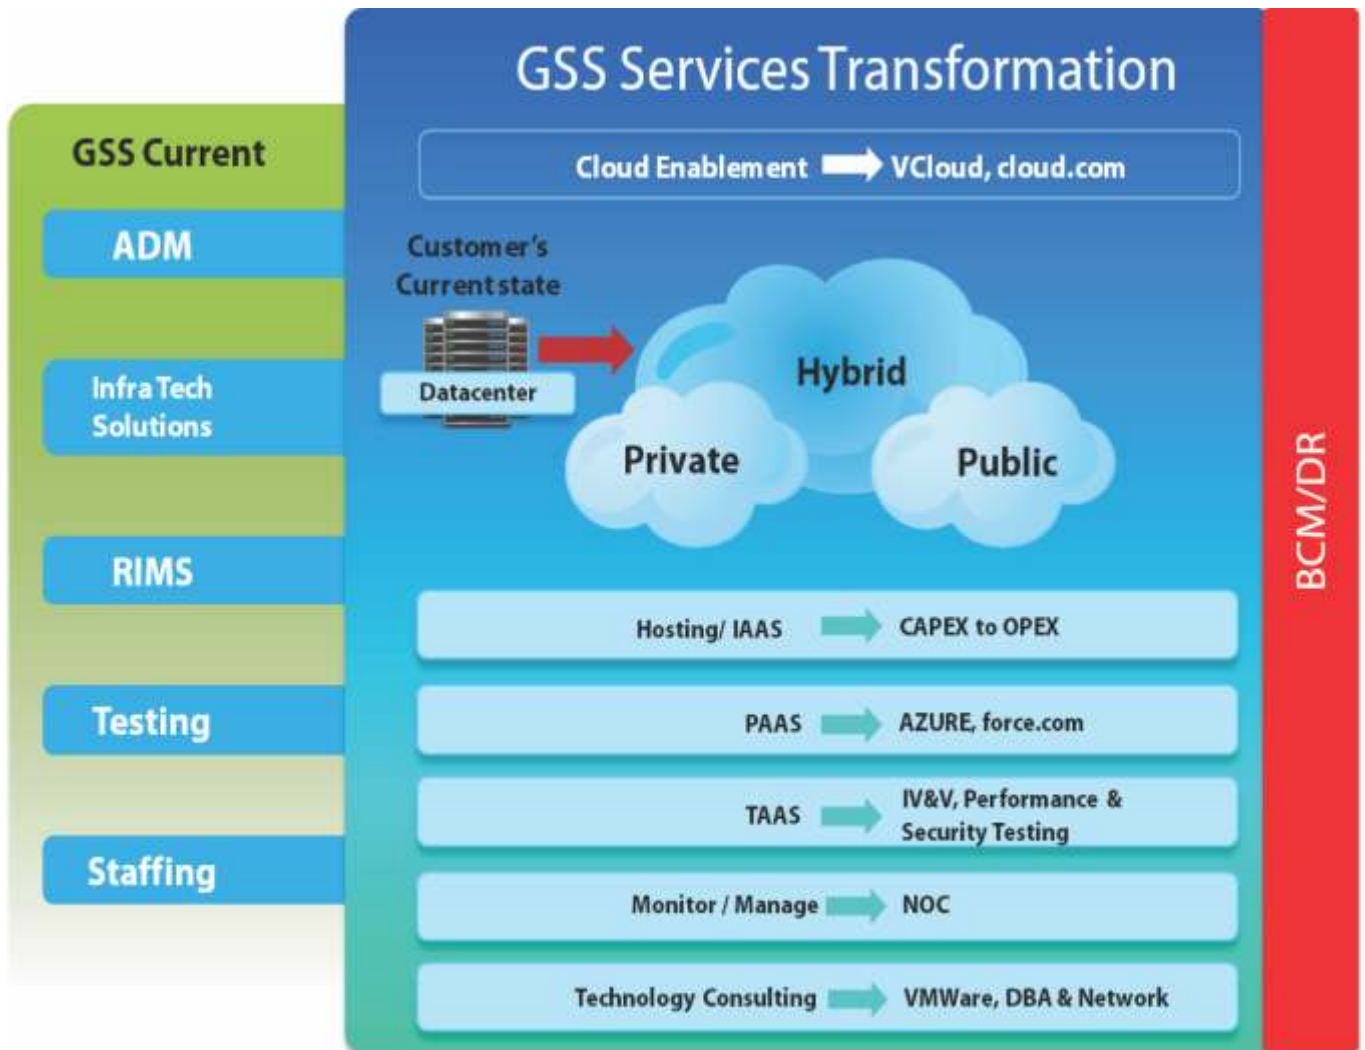 GSS Services Transformation
GSS Current
Cloud Enablement VCloud, cloud.com
ADM
Infra Tech
Solutions
RIMS
Testing
Staffing
Customer's
Current state
Datacenter
Hybrid
Private
Public
Hosting/ IAAS CAPEX to OPEX
PAAS AZURE, force.com
TAAS IV&V, Performance &
Security Testing
Monitor / Manage NOC
Technology Consulting VMWare, DBA & Network
BCM/DR